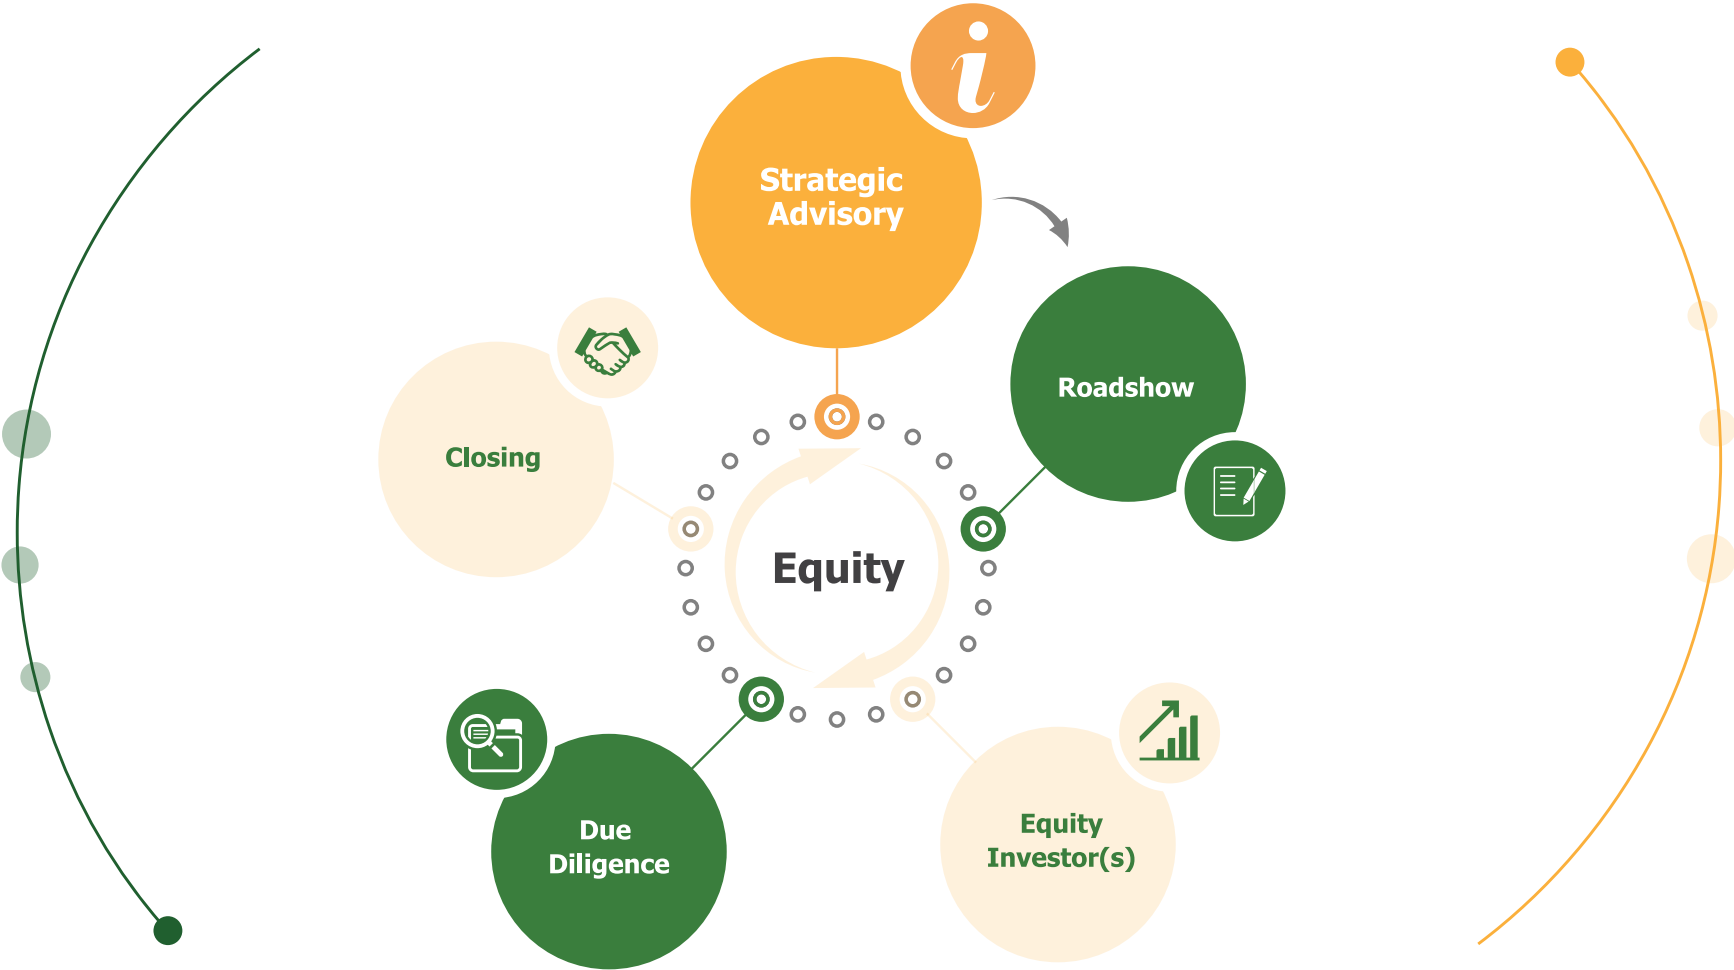 i
Strategic
Advisory
Roadshow
Closing
Equity
Equity
Investor(s)
Due
Diligence